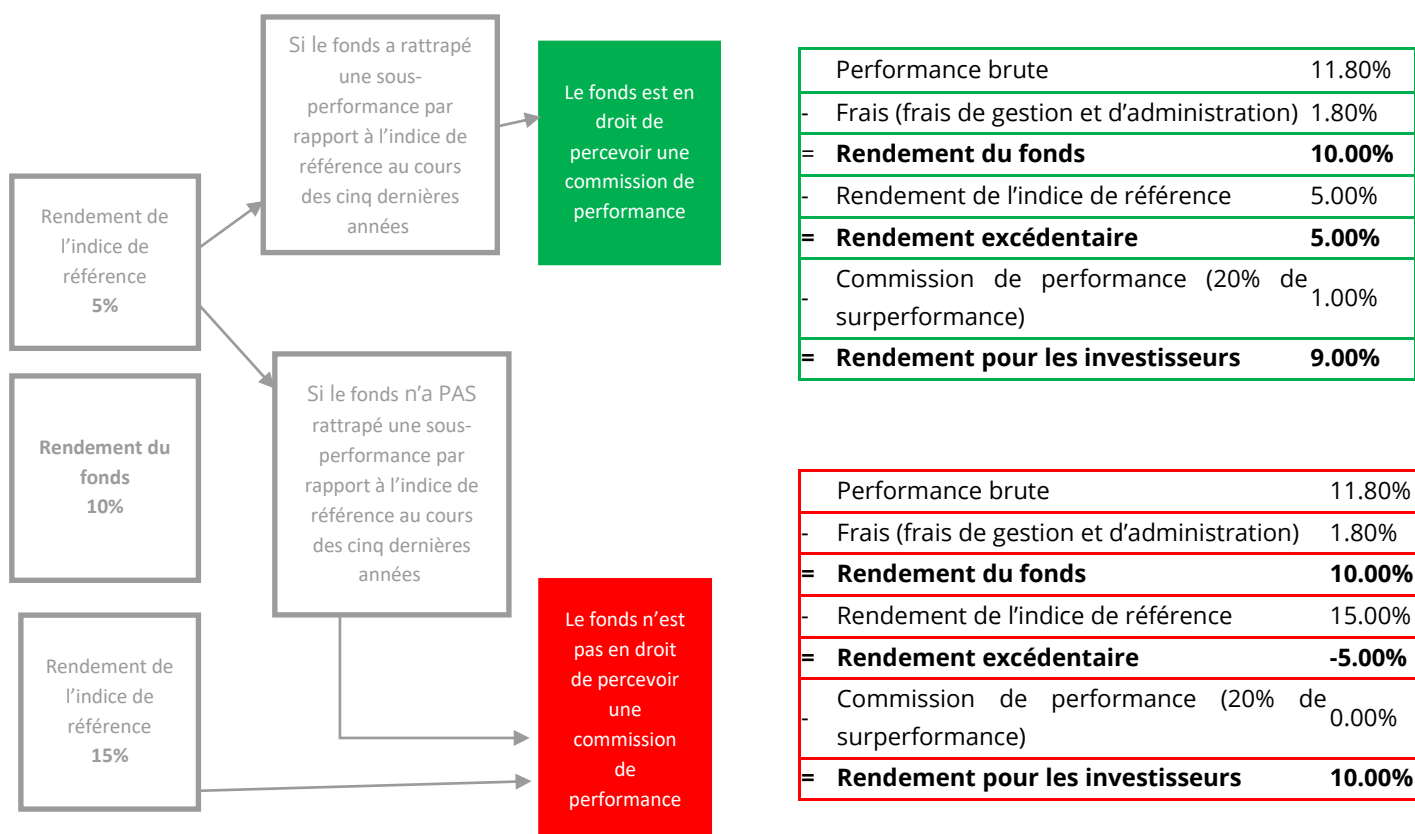 Rendement de
l’indice de
référence
5%
Rendement du
fonds
10%
Rendement de
l’indice de
référence
15%
Si le fonds a rattrapé
une sous-
performance par
rapport à l’indice de
référence au cours
des cinq dernières
années
Si le fonds n’a PAS
rattrapé une sous-
performance par
rapport à l’indice de
référence au cours
des cinq dernières
années
Le fonds est en
droit de
percevoir une
commission de
performance
Le fonds n’est
pas en droit
de percevoir
une
commission
de
performance
Performance brute 11.80%
- Frais (frais de gestion et d’administration) 1.80%
= Rendement du fonds 10.00%
- Rendement de l’indice de référence 5.00%
= Rendement excédentaire 5.00%
- Commission de performance (20% de
surperformance) 1.00%
= Rendement pour les investisseurs 9.00%
Performance brute 11.80%
- Frais (frais de gestion et d’administration) 1.80%
= Rendement du fonds 10.00%
- Rendement de l’indice de référence 15.00%
= Rendement excédentaire -5.00%
- Commission de performance (20% de
surperformance) 0.00%
= Rendement pour les investisseurs 10.00%